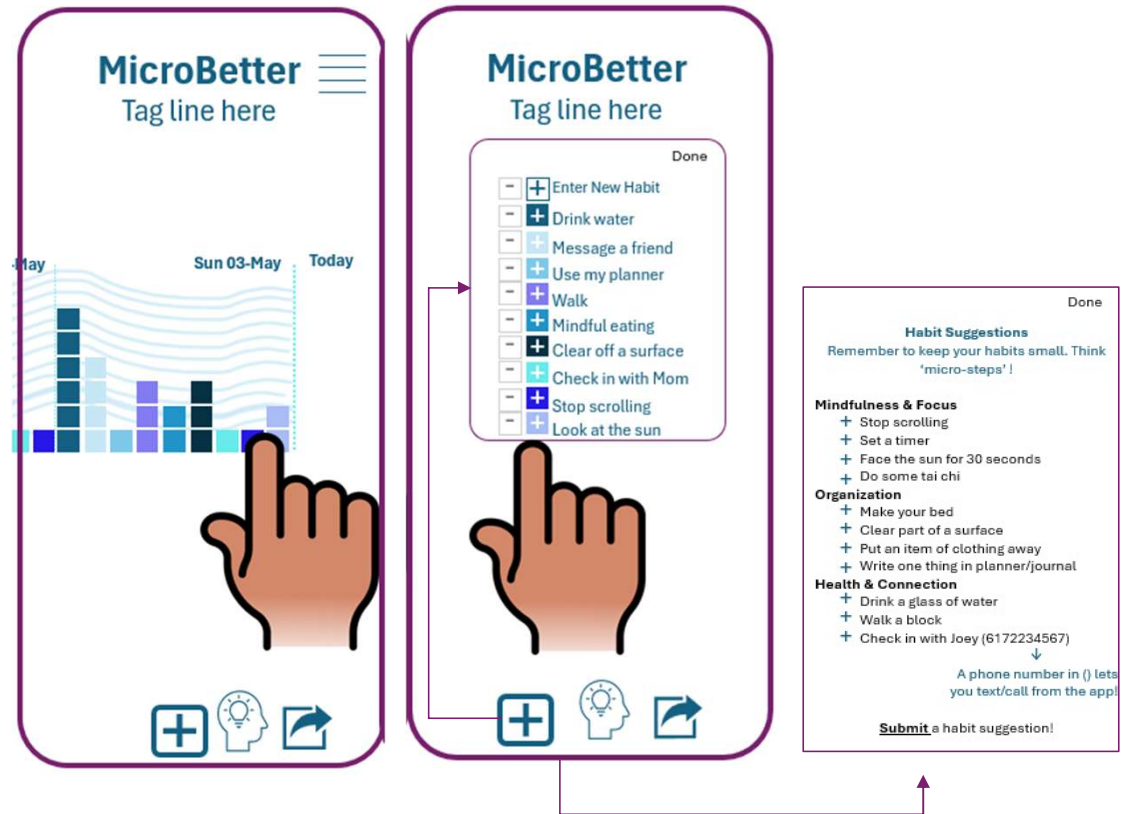 MicroBetter
Tag line here
-May
Sun 03-May
Today
MicroBetter
Tag line here
Done
- + Enter New Habit
- + Drink water
- + Message a friend
- + Use my planner
- + Walk
- + Mindful eating
- + Clear off a surface
- + Check in with Mom
- + Stop scrolling
- + Look at the sun
Done
Habit Suggestions
Remember to keep your habits small. Think
‘micro-steps’ !
Mindfulness & Focus
+ Stop scrolling
+ Set a timer
+ Face the sun for 30 seconds
+ Do some tai chi
Organization
+ Make your bed
+ Clear part of a surface
+ Put an item of clothing away
+ Write one thing in planner/journal
Health & Connection
+ Drink a glass of water
+ Walk a block
+ Check in with Joey (6172234567)
A phone number in () lets
you text/call from the app!
Submit a habit suggestion!